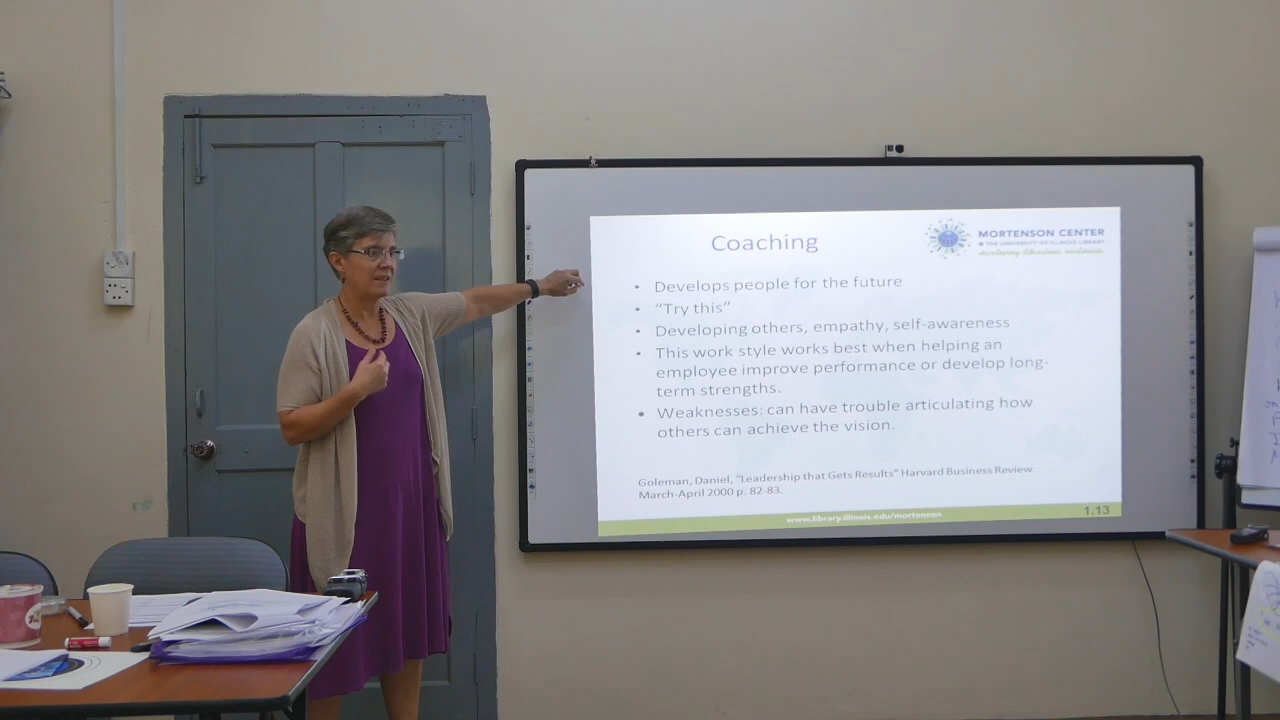 Coaching
MORTENSON CENTER
THE UNIVERSITY OF ILLINOIS LIBRARY
developing librarians worldwide
• Develops people for the future
• “Try this”
• Developing others, empathy, self-awareness
• This work style works best when helping an
employee improve performance or develop long-
term strengths.
• Weaknesses: can have trouble articulating how
others can achieve the vision.
Goleman, Daniel, “Leadership that Gets Results” Harvard Business Review.
March-April 2000 p. 82-83.
www.library.illinois.edu/mortenson
1.13